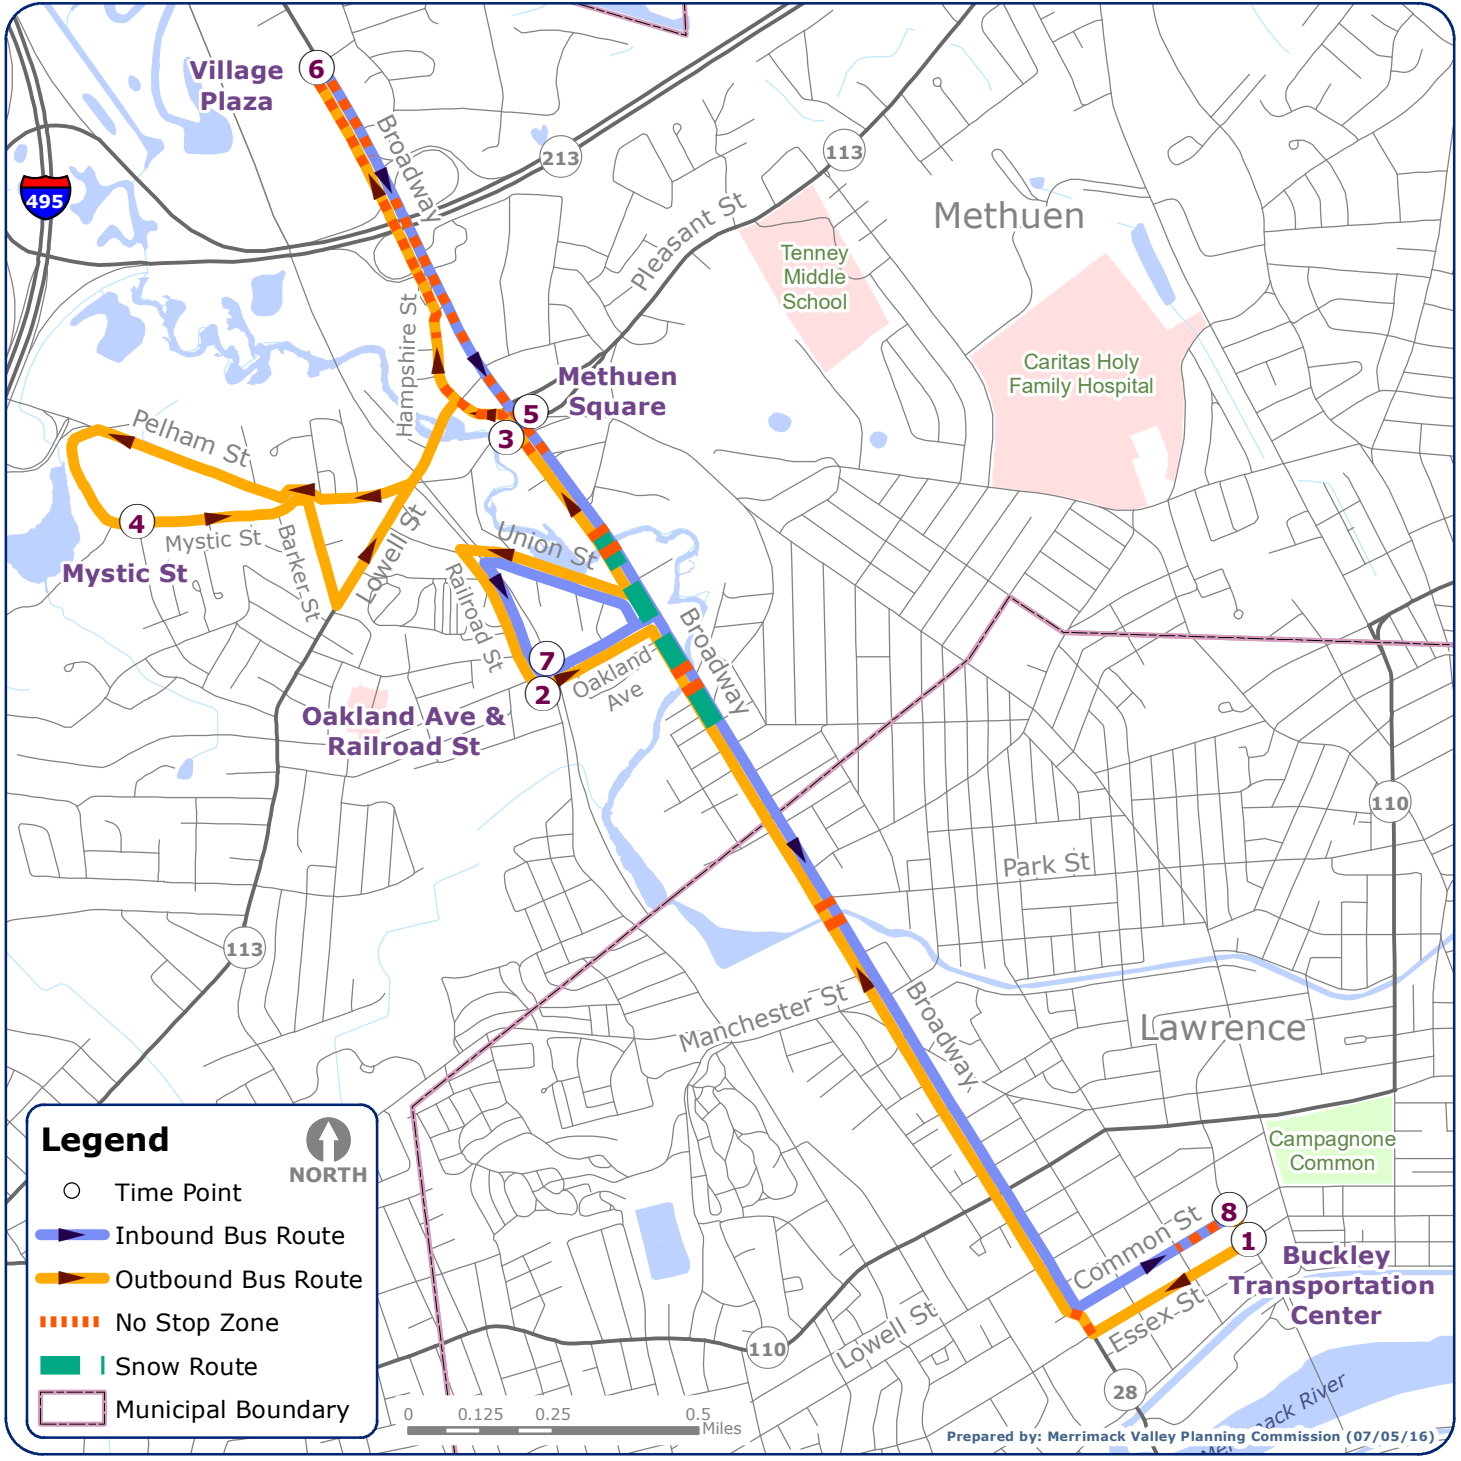 6
Village
Plaza
Broadway
213
113
495
Pleasant St
Methuen
Tenney
Middle
School
Hampshire St
Caritas Holy
Family Hospital
Methuen
Square
5
3
Pelham St
4
Mystic St
Mystic St
Barker St
Lowell St
Union St
Railroad St
7
2
Oakland
Ave
Broadway
Oakland Ave &
Railroad St
110
Park St
113
Manchester St
Broadway
Lawrence
Campagnone
Common
8
1
Common St
Essex St
Buckley
Transportation
Center
Lowell St
110
28
Merrimack River
Legend
NORTH
Time Point
Inbound Bus Route
Outbound Bus Route
No Stop Zone
Snow Route
Municipal Boundary
0 0.125 0.25 0.5
Miles
Prepared by: Merrimack Valley Planning Commission (07/05/16)